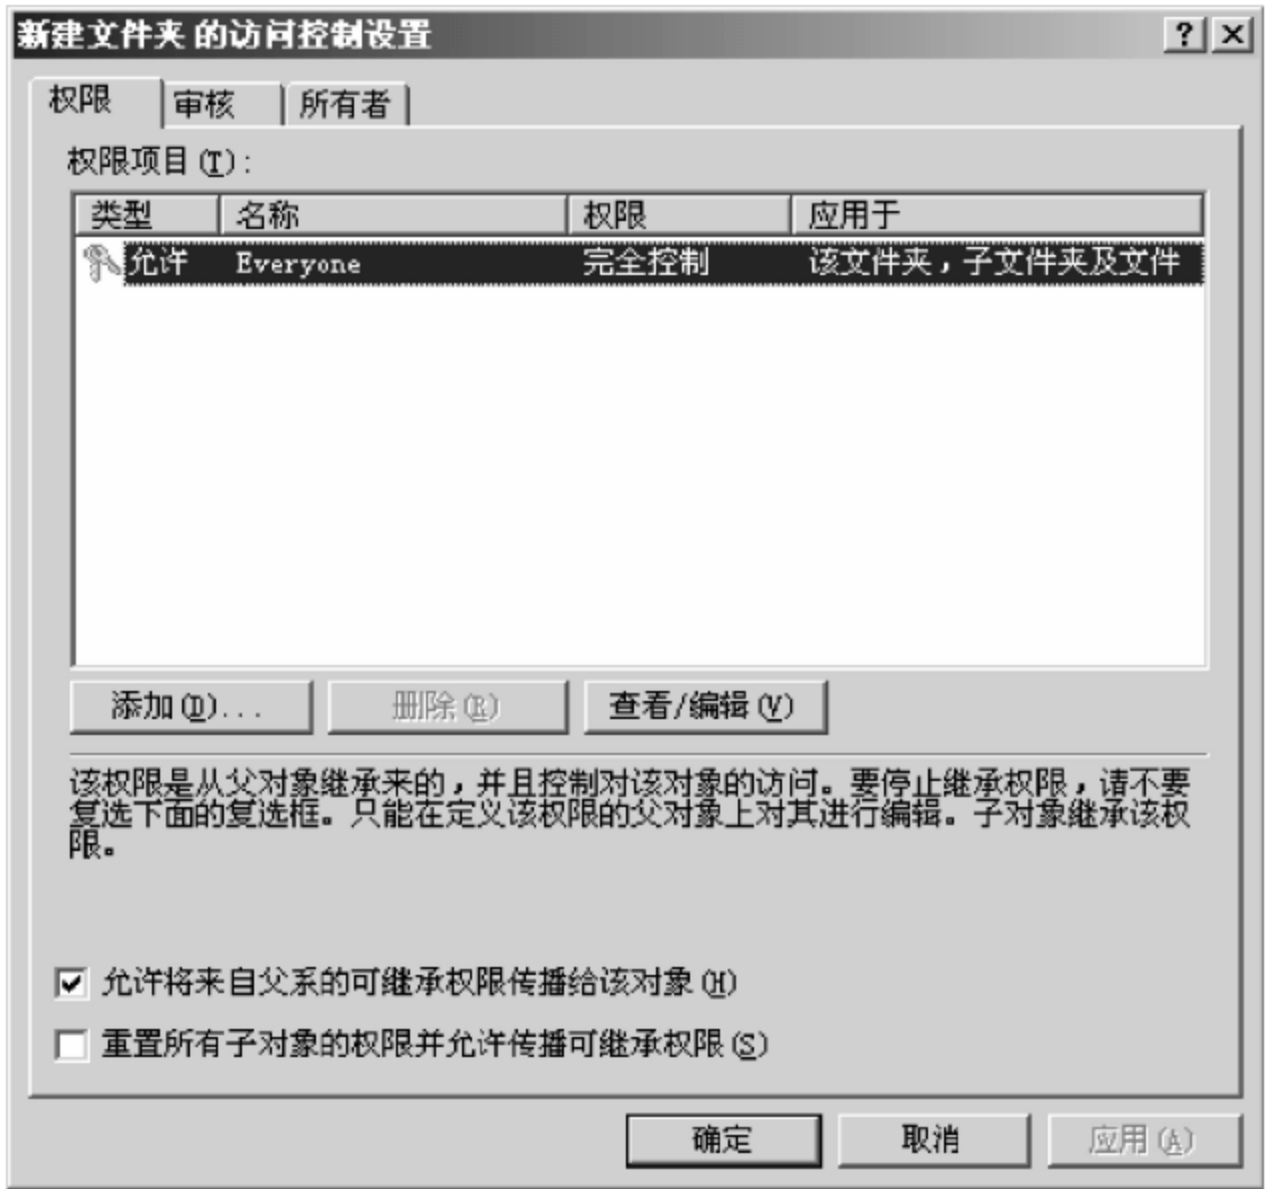 新建文件夹 的访问控制设置
权限 审核 所有者
权限项目(T):
类型 名称 权限 应用于
允许 Everyone 完全控制 该文件夹，子文件夹及文件
添加(D)... 删除(R) 查看/编辑(V)
该权限是从父对象继承来的，并且控制对该对象的访问。要停止继承权限，请不要
复选下面的复选框。只能在定义该权限的父对象上对其进行编辑。子对象继承该权
限。
允许将来自父系的可继承权限传播给该对象(H)
重置所有子对象的权限并允许传播可继承权限(S)
确定 取消 应用(A)